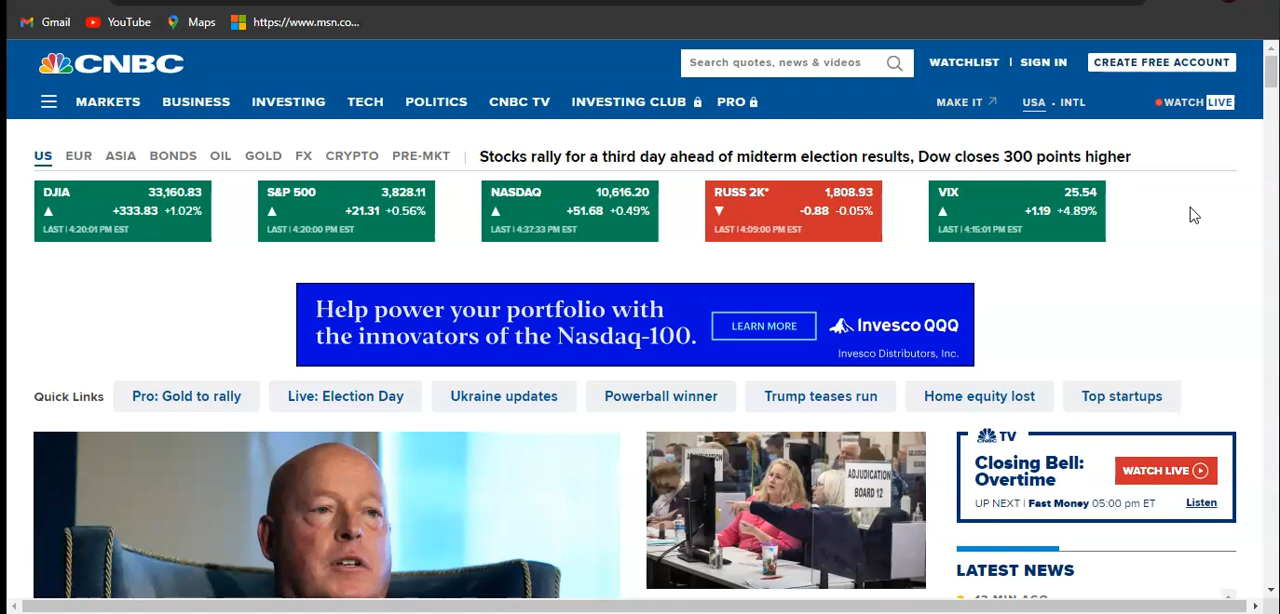 Gmail YouTube Maps https://www.msn.co...
CNBC Search quotes, news & videos WATCHLIST | SIGN IN CREATE FREE ACCOUNT
MARKETS BUSINESS INVESTING TECH POLITICS CNBC TV INVESTING CLUB PRO MAKE IT USA • INTL WATCH LIVE
US EUR ASIA BONDS OIL GOLD FX CRYPTO PRE-MKT | Stocks rally for a third day ahead of midterm election results, Dow closes 300 points higher
DJIA 33,160.83
+333.83 +1.02%
LAST | 4:20:01 PM EST
S&P 500 3,828.11
+21.31 +0.56%
LAST | 4:20:00 PM EST
NASDAQ 10,616.20
+51.68 +0.49%
LAST | 4:37:33 PM EST
RUSS 2K* 1,808.93
-0.88 -0.05%
LAST | 4:09:00 PM EST
VIX 25.54
+1.19 +4.89%
LAST | 4:15:01 PM EST
Help power your portfolio with
the innovators of the Nasdaq-100.
LEARN MORE
Invesco QQQ
Invesco Distributors, Inc.
Quick Links Pro: Gold to rally Live: Election Day Ukraine updates Powerball winner Trump teases run Home equity lost Top startups
ADJUDICATION
BOARD 12
CNBC TV
Closing Bell:
Overtime
WATCH LIVE
UP NEXT | Fast Money 05:00 pm ET Listen
LATEST NEWS